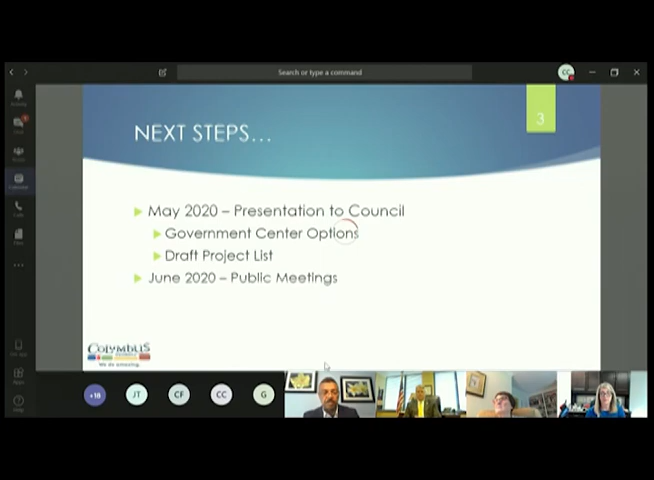 Search or type a command
CC
3
NEXT STEPS...
May 2020 – Presentation to Council
Government Center Options
Draft Project List
June 2020 – Public Meetings
COLUMBUS
We do amazing.
+18
JT
CF
CC
G